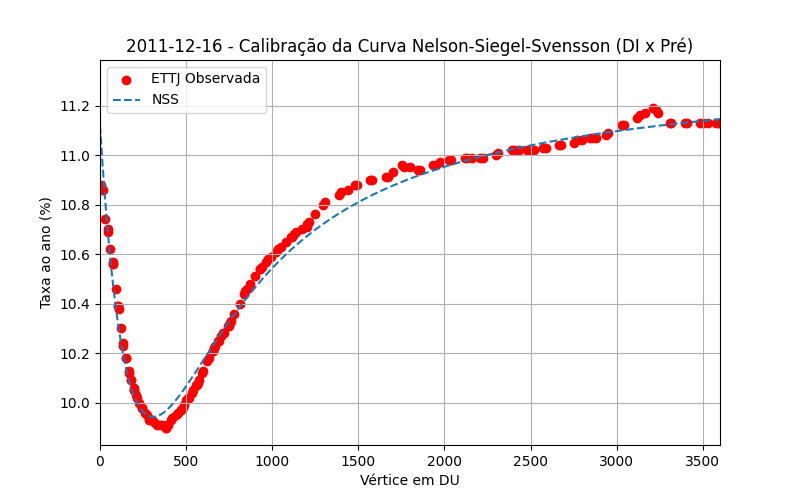 2011-12-16 - Calibração da Curva Nelson-Siegel-Svensson (DI x Pré)
ETTJ Observada
NSS
Taxa ao ano (%)
11.2
11.0
10.8
10.6
10.4
10.2
10.0
0 500 1000 1500 2000 2500 3000 3500
Vértice em DU